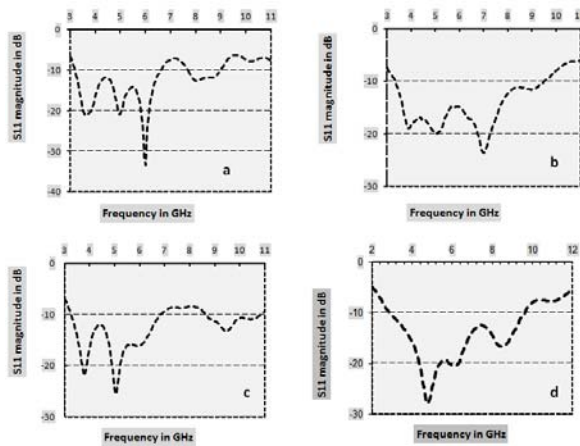 3 4 5 6 7 8 9 10 11
0
-10
-20
-30
-40
S11 magnitude in dB
a
Frequency in GHz
3 4 5 6 7 8 9 10 11
0
-10
-20
-30
S11 magnitude in dB
b
Frequency in GHz
3 4 5 6 7 8 9 10 11
0
-10
-20
-30
S11 magnitude in dB
c
Frequency in GHz
2 4 6 8 10 12
0
-10
-20
-30
S11 magnitude in dB
d
Frequency in GHz